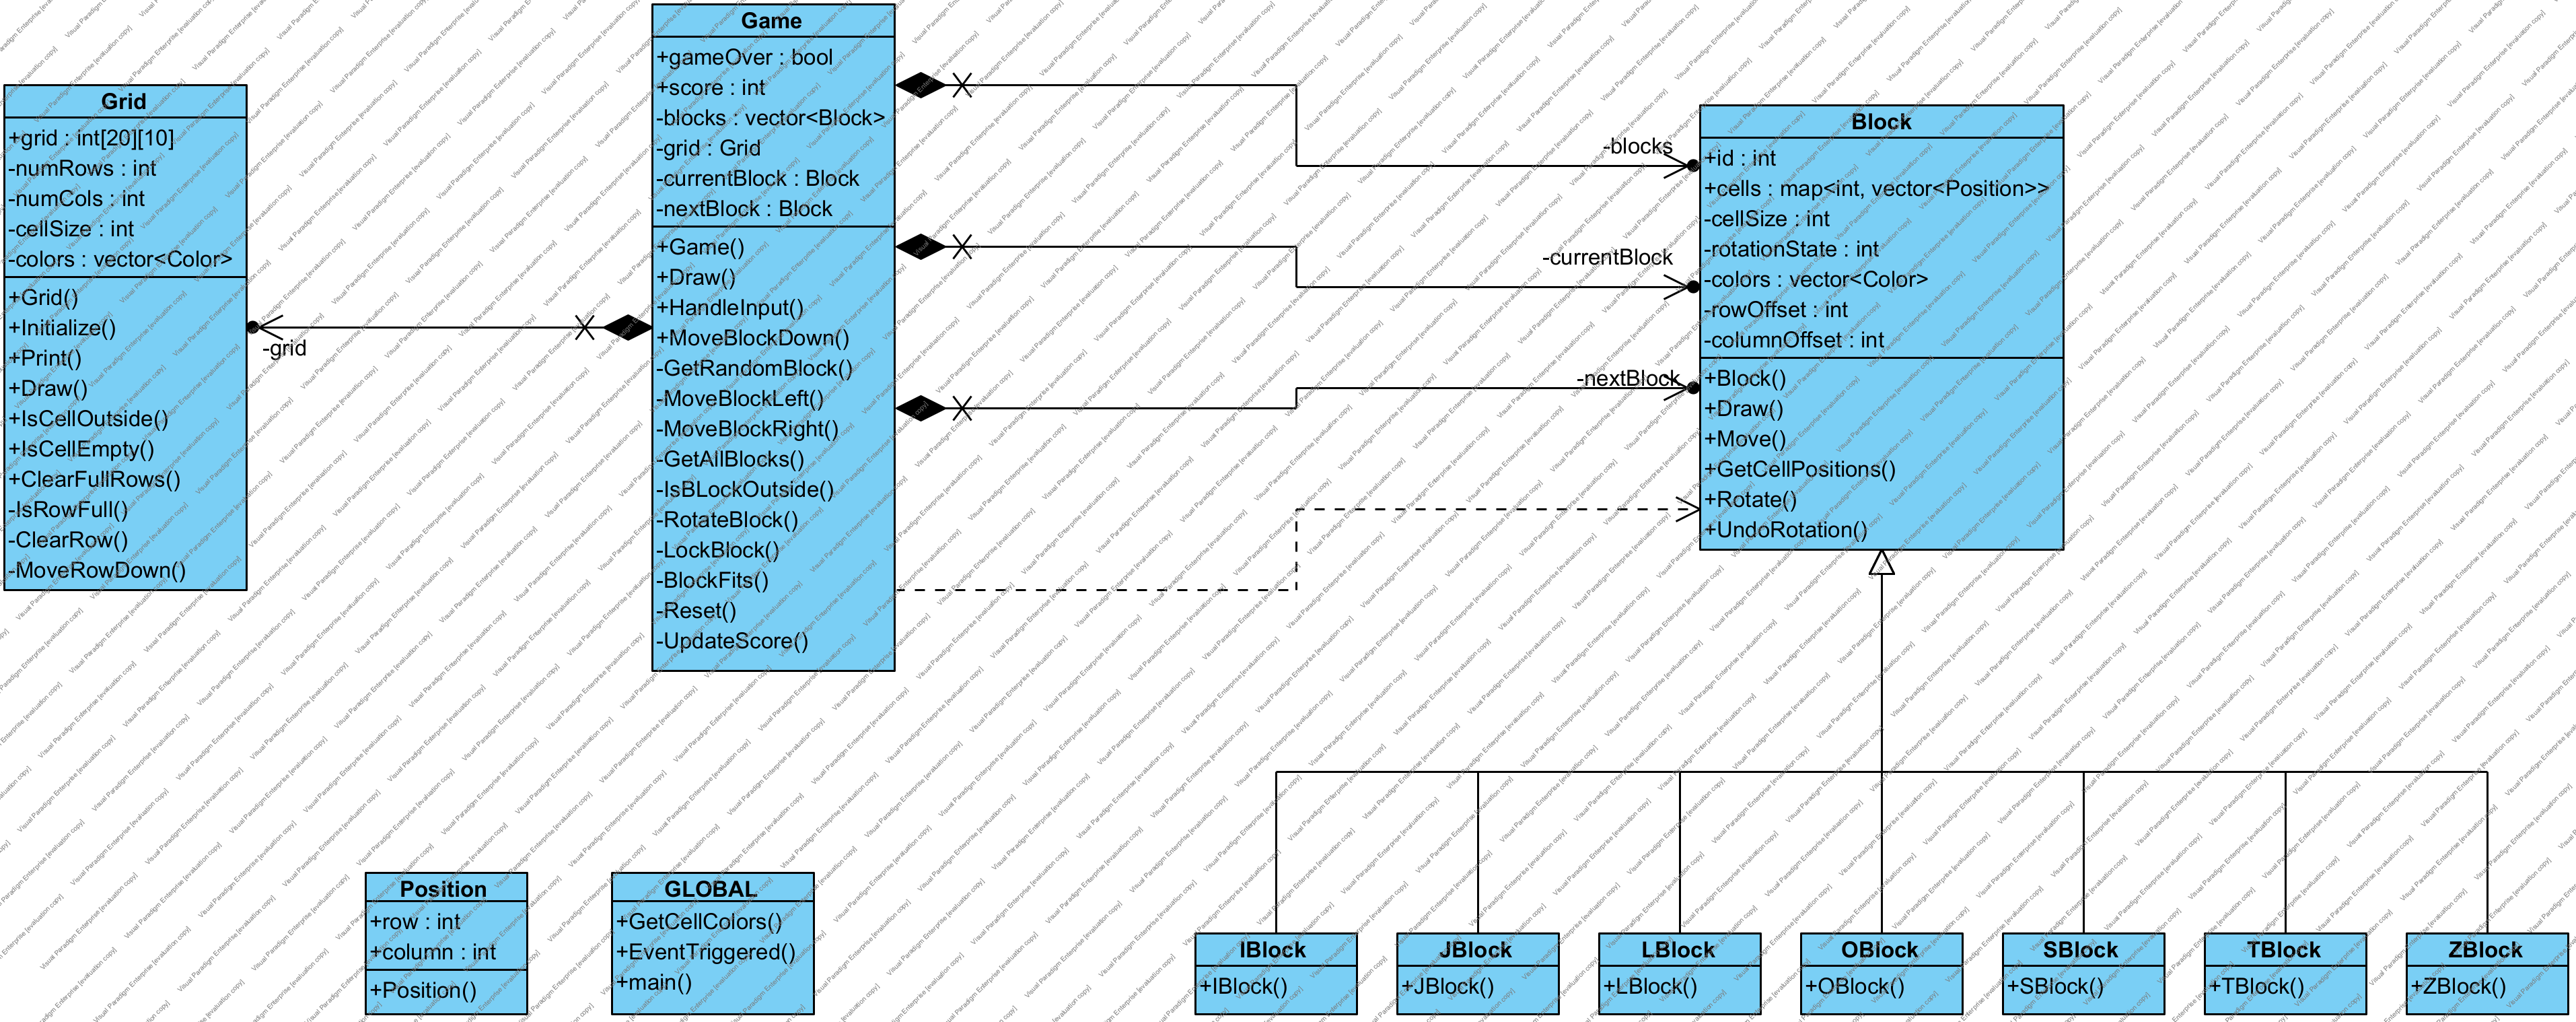 Grid
+grid : int[20][10]
-numRows : int
-numCols : int
-cellSize : int
-colors : vector<Color>
+Grid()
+Initialize()
+Print()
+Draw()
+IsCellOutside()
+IsCellEmpty()
+ClearFullRows()
-IsRowFull()
-ClearRow()
-MoveRowDown()
-grid
Game
+gameOver : bool
+score : int
-blocks : vector<Block>
-grid : Grid
-currentBlock : Block
-nextBlock : Block
+Game()
+Draw()
+HandleInput()
+MoveBlockDown()
-GetRandomBlock()
-MoveBlockLeft()
-MoveBlockRight()
-GetAllBlocks()
-IsBLockOutside()
-RotateBlock()
-LockBlock()
-BlockFits()
-Reset()
-UpdateScore()
-blocks
-currentBlock
-nextBlock
Block
+id : int
+cells : map<int, vector<Position>>
-cellSize : int
-rotationState : int
-colors : vector<Color>
-rowOffset : int
-columnOffset : int
+Block()
+Draw()
+Move()
+GetCellPositions()
+Rotate()
+UndoRotation()
Position
+row : int
+column : int
+Position()
GLOBAL
+GetCellColors()
+EventTriggered()
+main()
IBlock
+IBlock()
JBlock
+JBlock()
LBlock
+LBlock()
OBlock
+OBlock()
SBlock
+SBlock()
TBlock
+TBlock()
ZBlock
+ZBlock()
Visual Paradigm Enterprise [evaluation copy]